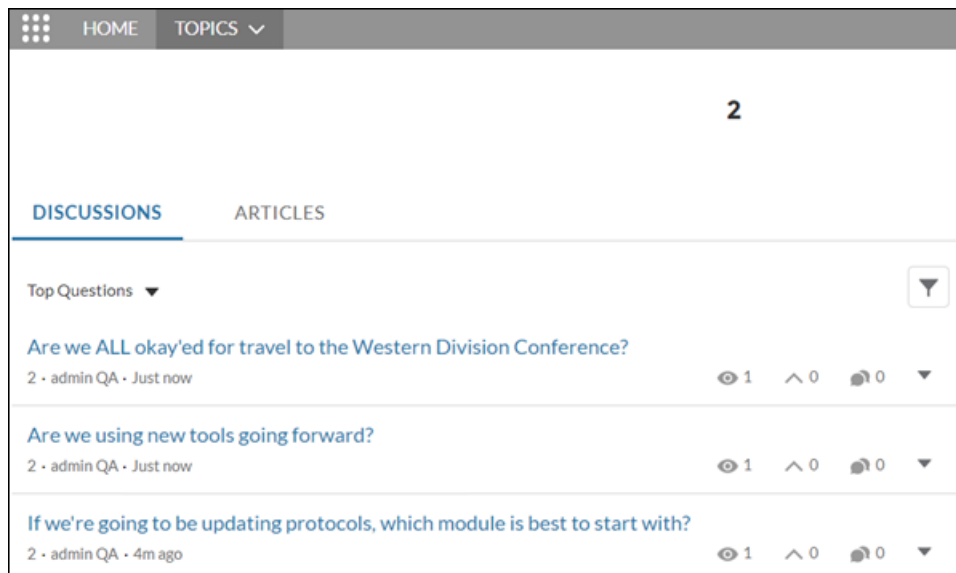 HOME TOPICS
2
DISCUSSIONS ARTICLES
Top Questions
Are we ALL okay'ed for travel to the Western Division Conference?
2 • admin QA • Just now 1 0 0
Are we using new tools going forward?
2 • admin QA • Just now 1 0 0
If we're going to be updating protocols, which module is best to start with?
2 • admin QA • 4m ago 1 0 0